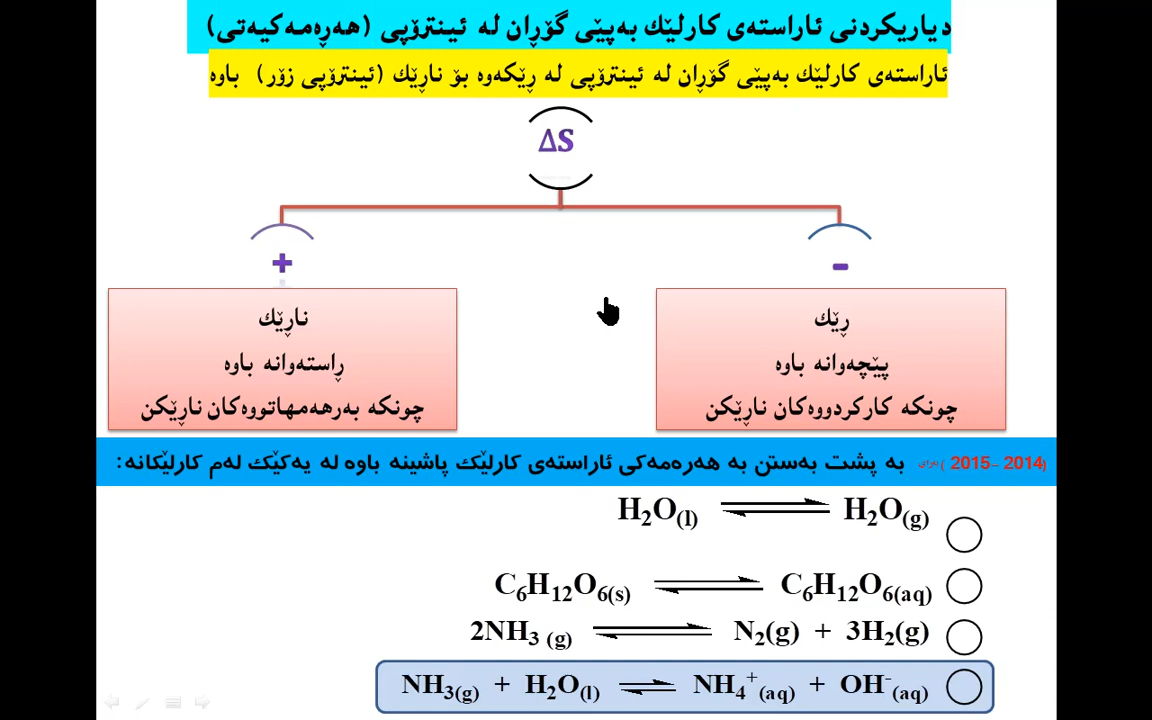 دیاریکردنی ئاراستەی کارلێك بەپێی گۆڕان لە ئینترۆپی (هەڕەمەکیەتی)
ئاراستەی کارلێك بەپێی گۆڕان لە ئینترۆپی لە ڕێکەوە بۆ ناڕێك (ئینترۆپی زۆر) باوە
ΔS
+
-
ناڕێك
ڕاستەوانە باوە
چونکە بەرهەمهاتووەکان ناڕێکن
ڕێك
پێچەوانە باوە
چونکە کارکردووەکان ناڕێکن
(2014 – 2015) بەپشت بەستن بە هەرەمەکی ئاراستەی کارلێك پاشینە باوە لە یەکێك لەم کارلێکانە:
H₂O(l) ⇌ H₂O(g)
C₆H₁₂O₆(s) ⇌ C₆H₁₂O₆(aq)
2NH₃ (g) ⇌ N₂(g) + 3H₂(g)
NH₃(g) + H₂O(l) ⇌ NH₄⁺(aq) + OH⁻(aq)